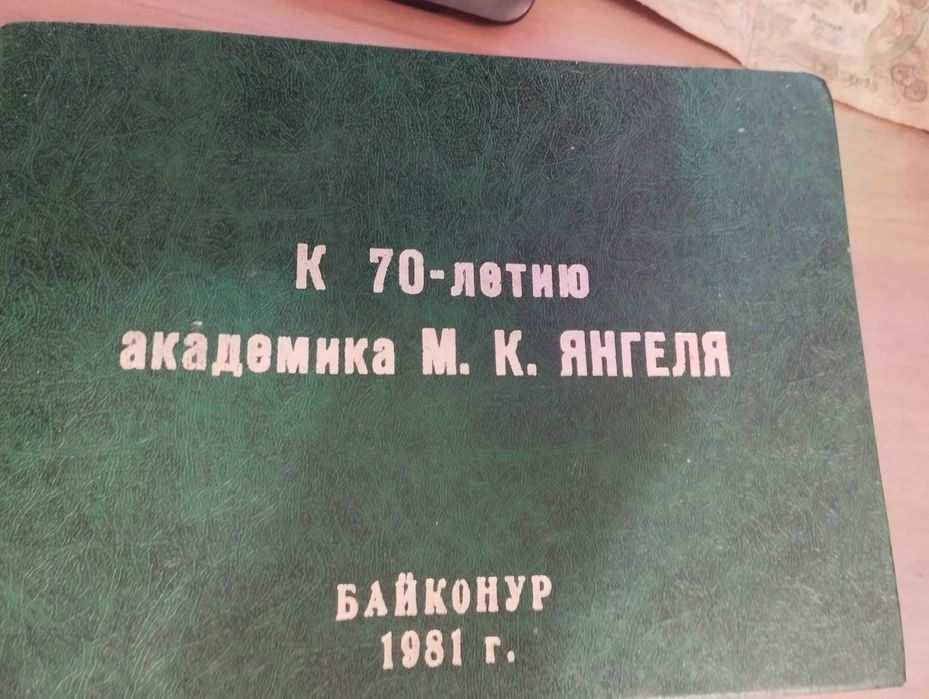 К 70-летию
академика М. К. ЯНГЕЛЯ
БАЙКОНУР
1981 г.